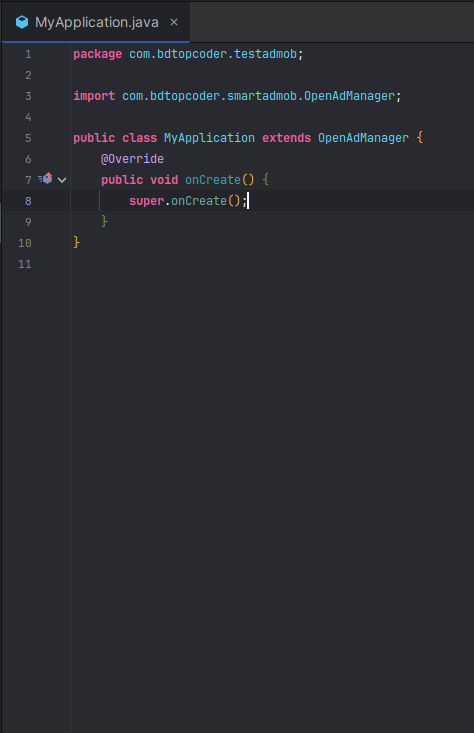 MyApplication.java
1 package com.bdtopcoder.testadmob;
2
3 import com.bdtopcoder.smartadmob.OpenAdManager;
4
5 public class MyApplication extends OpenAdManager {
6 @Override
7 public void onCreate() {
8 super.onCreate();
9 }
10 }
11